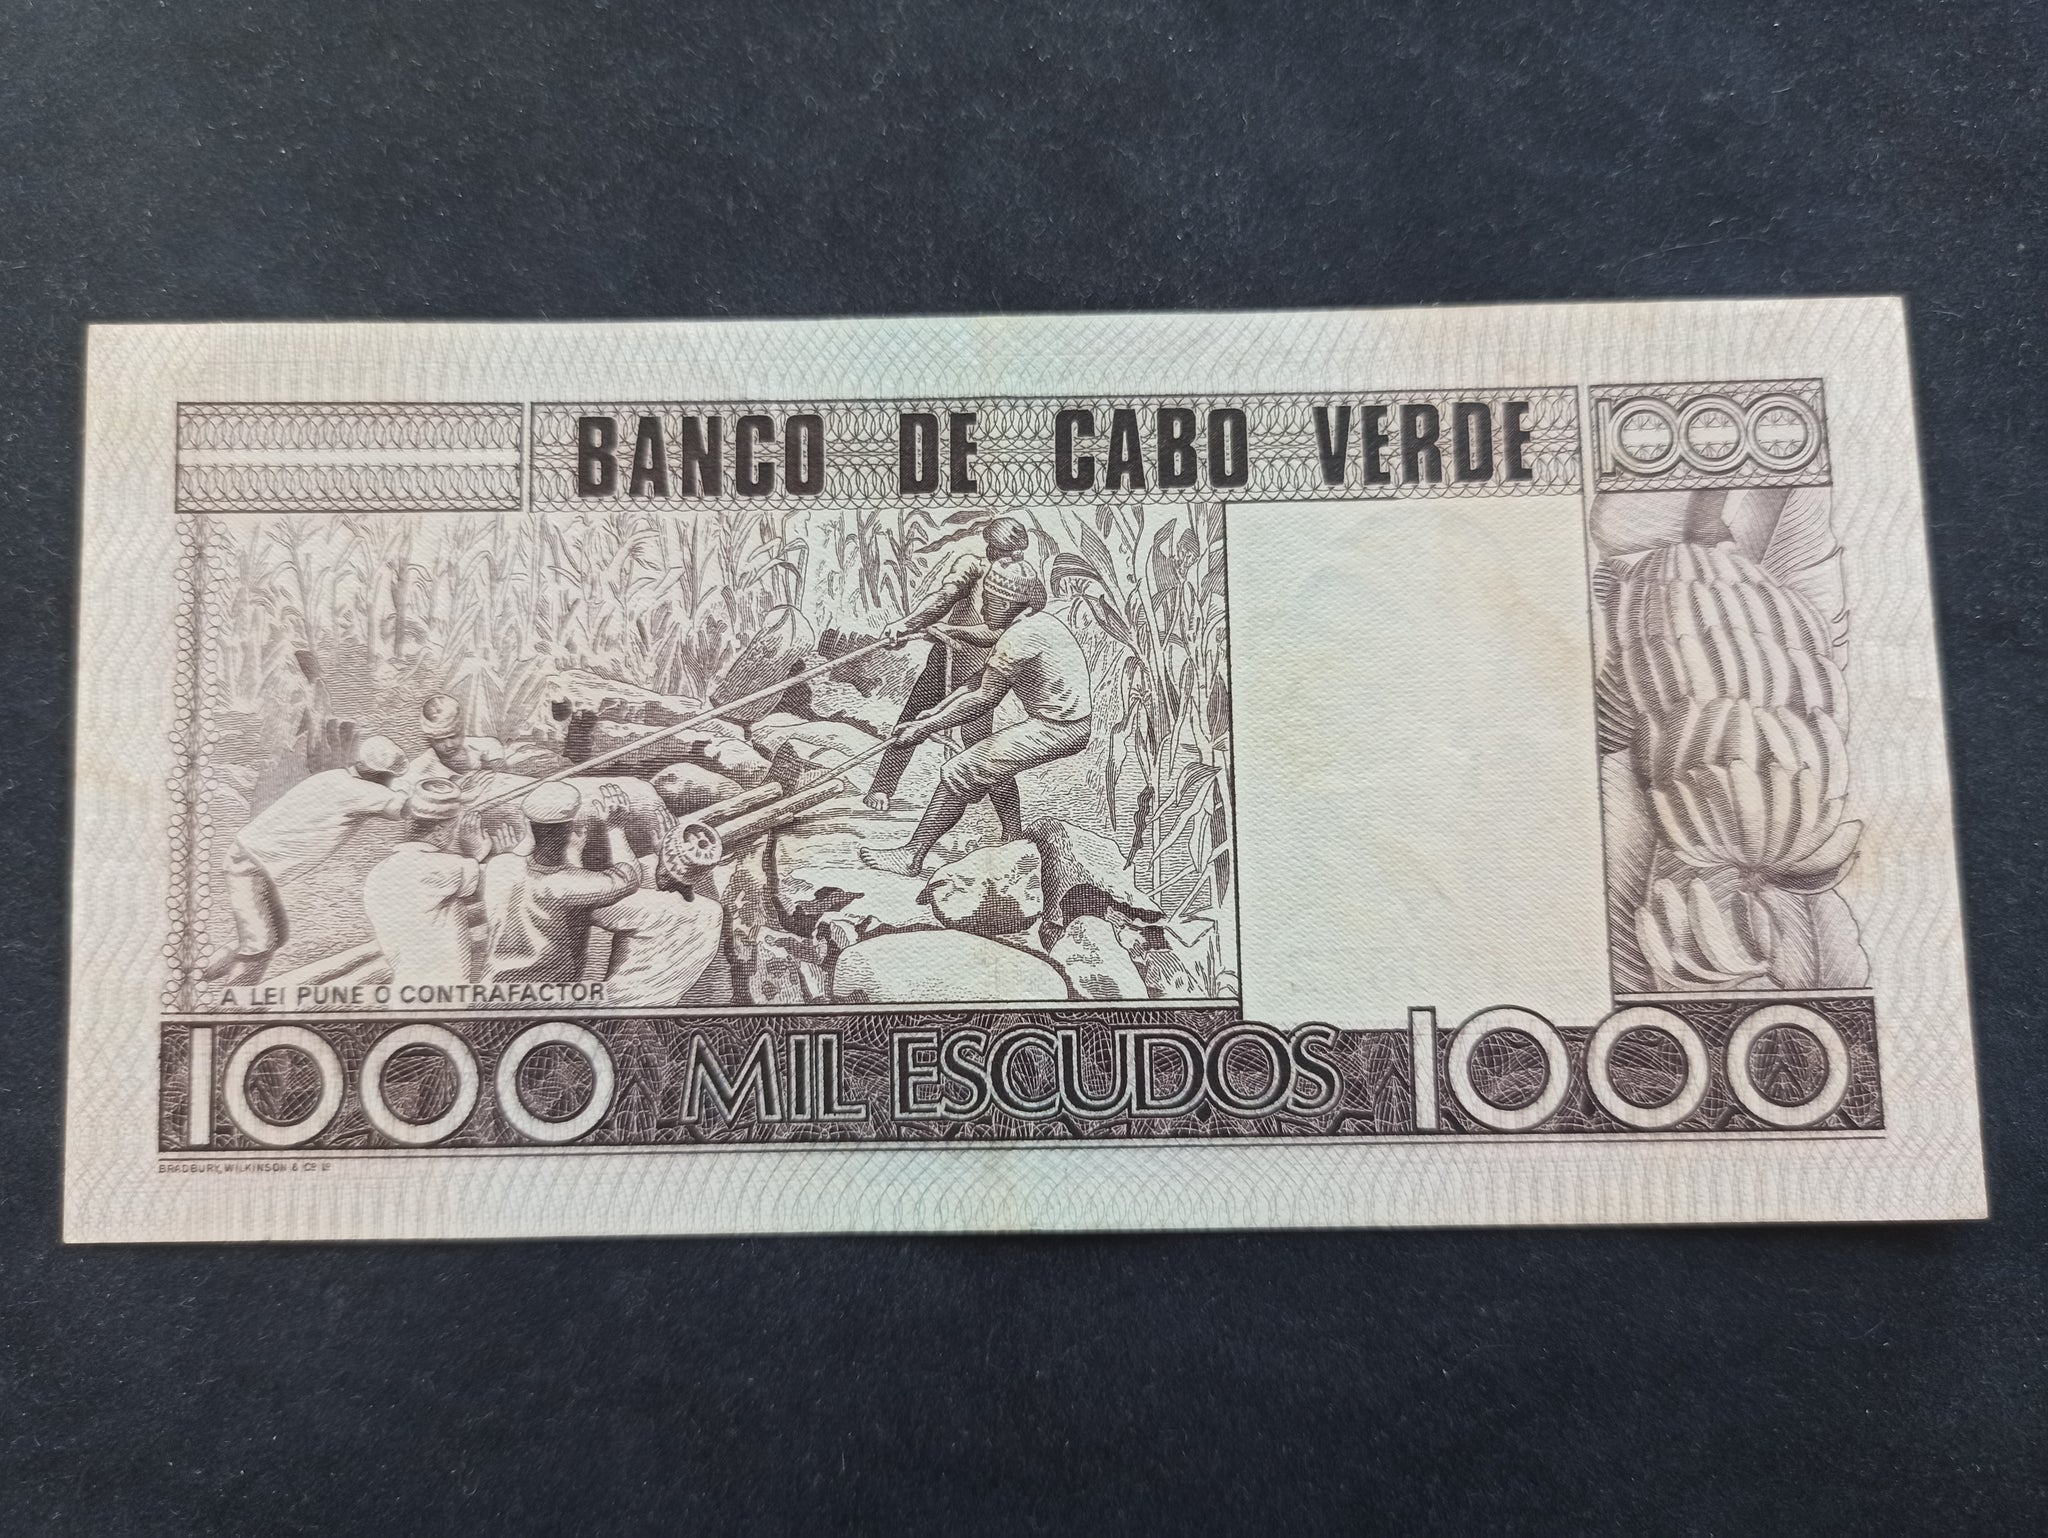 BANCO DE CABO VERDE
1000
A LEI PUNE O CONTRAFACTOR
1000 MIL ESCUDOS 1000
BRADBURY, WILKINSON & Cº Lº